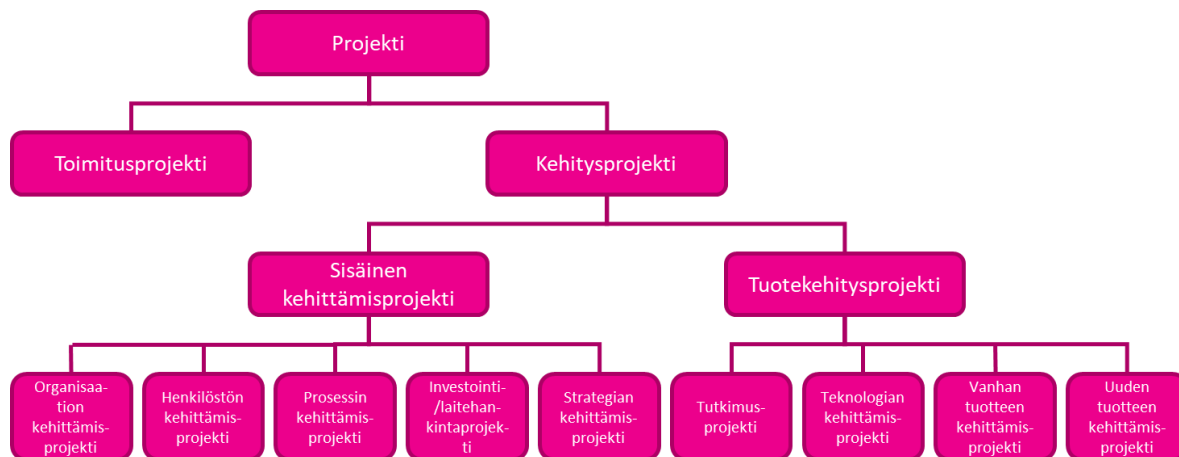 Projekti
Toimitusprojekti
Kehitysprojekti
Sisäinen
kehittämisprojekti
Tuotekehitysprojekti
Organisaa-
tion
kehittämis-
projekti
Henkilöstön
kehittämis-
projekti
Prosessin
kehittämis-
projekti
Investointi-
/laitehan-
kintaprojek-
ti
Strategian
kehittämis-
projekti
Tutkimus-
projekti
Teknologian
kehittämis-
projekti
Vanhan
tuotteen
kehittämis-
projekti
Uuden
tuotteen
kehittämis-
projekti